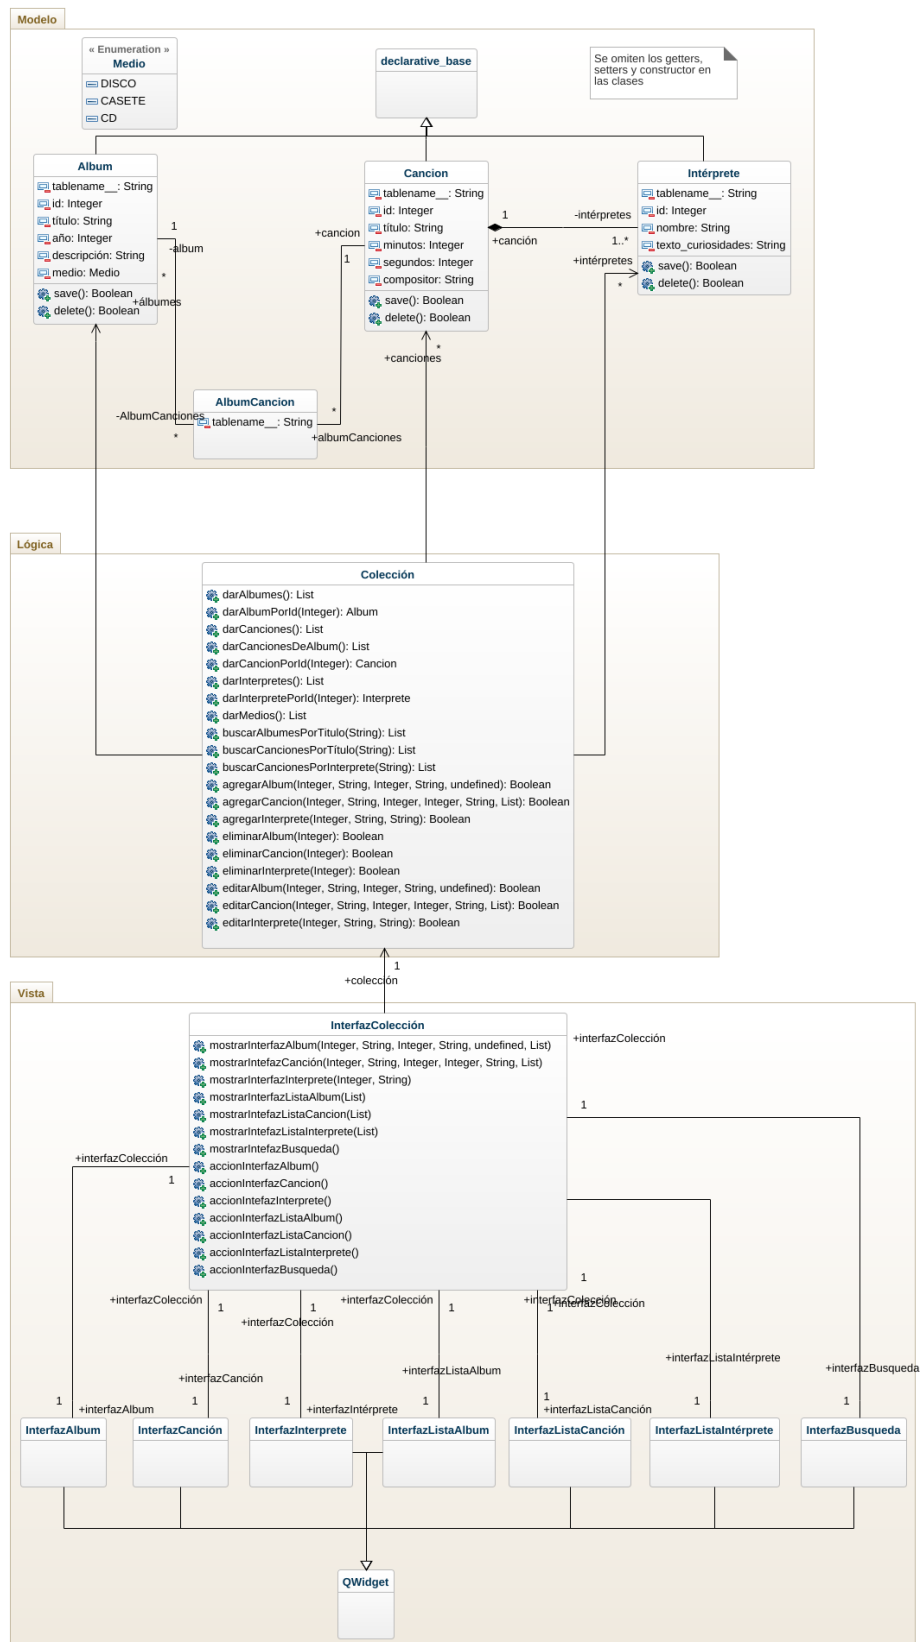 Modelo
« Enumeration »
Medio
DISCO
CASETE
CD
declarative_base
Se omiten los getters,
setters y constructor en
las clases
Album
tablename__: String
id: Integer
título: String
año: Integer
descripción: String
medio: Medio
save(): Boolean
delete(): Boolean
Cancion
tablename__: String
id: Integer
título: String
minutos: Integer
segundos: Integer
compositor: String
save(): Boolean
delete(): Boolean
Intérprete
tablename__: String
id: Integer
nombre: String
texto_curiosidades: String
save(): Boolean
delete(): Boolean
1
-album
*
+álbumes
+cancion
1
1
+canción
-intérpretes
1..*
+intérpretes
*
*
+canciones
AlbumCancion
tablename__: String
-AlbumCanciones
*
*
+albumCanciones
Lógica
Colección
darAlbumes(): List
darAlbumPorId(Integer): Album
darCanciones(): List
darCancionesDeAlbum(): List
darCancionPorId(Integer): Cancion
darInterpretes(): List
darInterpretePorId(Integer): Interprete
darMedios(): List
buscarAlbumesPorTitulo(String): List
buscarCancionesPorTítulo(String): List
buscarCancionesPorInterprete(String): List
agregarAlbum(Integer, String, Integer, String, undefined): Boolean
agregarCancion(Integer, String, Integer, Integer, String, List): Boolean
agregarInterprete(Integer, String, String): Boolean
eliminarAlbum(Integer): Boolean
eliminarCancion(Integer): Boolean
eliminarInterprete(Integer): Boolean
editarAlbum(Integer, String, Integer, String, undefined): Boolean
editarCancion(Integer, String, Integer, Integer, String, List): Boolean
editarInterprete(Integer, String, String): Boolean
1
+colección
Vista
InterfazColección
mostrarInterfazAlbum(Integer, String, Integer, String, undefined, List)
mostrarIntefazCanción(Integer, String, Integer, Integer, String, List)
mostrarInterfazInterprete(Integer, String)
mostrarInterfazListaAlbum(List)
mostrarIntefazListaCancion(List)
mostrarIntefazListaInterprete(List)
mostrarIntefazBusqueda()
accionInterfazAlbum()
accionInterfazCancion()
accionIntefazInterprete()
accionInterfazListaAlbum()
accionInterfazListaCancion()
accionInterfazListaInterprete()
accionInterfazBusqueda()
+interfazColección
1
+interfazColección
1
1
+interfazColección
1
+interfazColección
1
+interfazColección
1
+interfazColección
1
+interfazColección
+interfazCanción
+interfazListaAlbum
+interfazListaIntérprete
+interfazBusqueda
1
+interfazAlbum
1
1
+interfazIntérprete
1
1
+interfazListaCanción
1
1
InterfazAlbum
InterfazCanción
InterfazInterprete
InterfazListaAlbum
InterfazListaCanción
InterfazListaIntérprete
InterfazBusqueda
QWidget